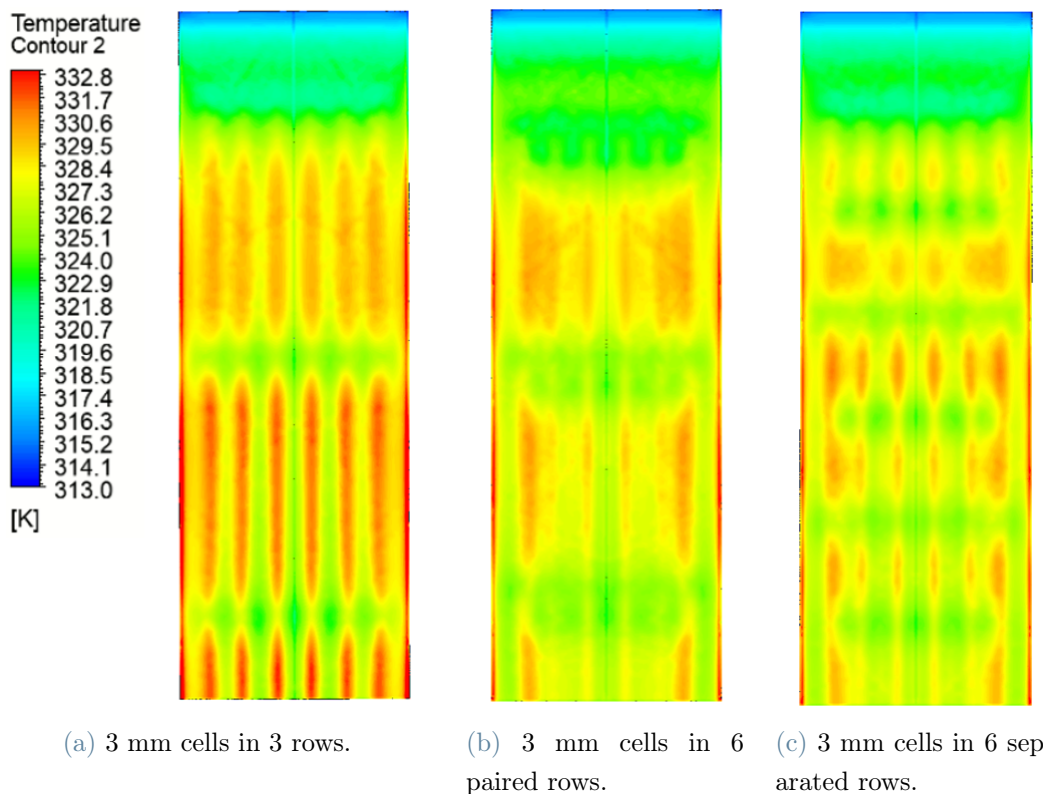 Temperature
Contour 2
332.8
331.7
330.6
329.5
328.4
327.3
326.2
325.1
324.0
322.9
321.8
320.7
319.6
318.5
317.4
316.3
315.2
314.1
313.0
[K]
(a) 3 mm cells in 3 rows.
(b) 3 mm cells in 6
paired rows.
(c) 3 mm cells in 6 sep
arated rows.